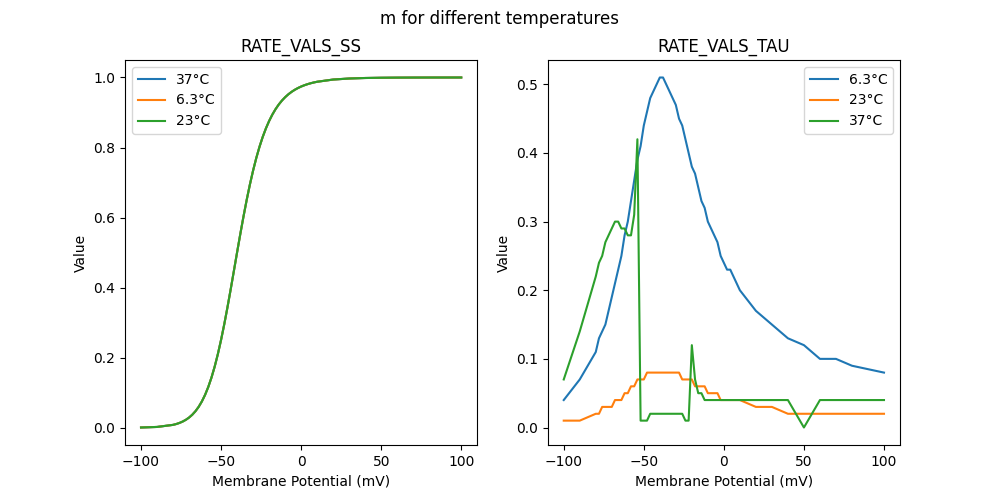 m for different temperatures
RATE_VALS_SS
1.0
0.8
0.6
0.4
0.2
0.0
Value
−100
−50
0
50
100
Membrane Potential (mV)
37°C
6.3°C
23°C
RATE_VALS_TAU
0.5
0.4
0.3
0.2
0.1
0.0
Value
−100
−50
0
50
100
Membrane Potential (mV)
6.3°C
23°C
37°C